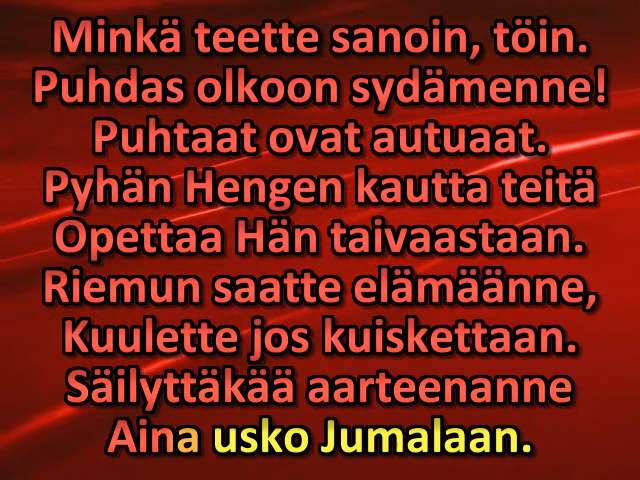 Minkä teette sanoin, töin.
Puhdas olkoon sydämenne!
Puhtaat ovat autuaat.
Pyhän Hengen kautta teitä
Opettaa Hän taivaastaan.
Riemun saatte elämäänne,
Kuulette jos kuiskettaan.
Säilyttäkää aarteenanne
Aina usko Jumalaan.